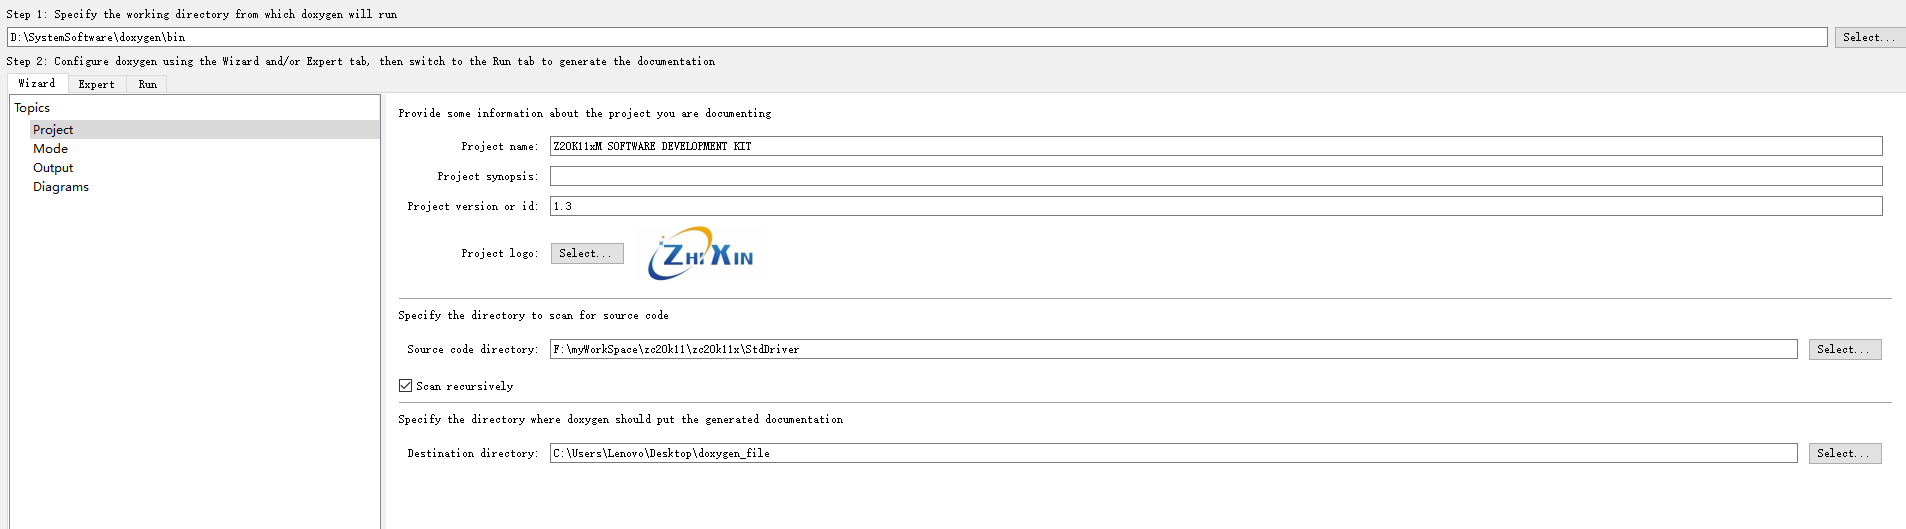 Step 1: Specify the working directory from which doxygen will run
D:\SystemSoftware\doxygen\bin
Select...
Step 2: Configure doxygen using the Wizard and/or Expert tab, then switch to the Run tab to generate the documentation
Wizard Expert Run
Topics
Project
Mode
Output
Diagrams
Provide some information about the project you are documenting
Project name: Z20K11xM SOFTWARE DEVELOPMENT KIT
Project synopsis:
Project version or id: 1.3
Project logo: Select... ZHIXIN
Specify the directory to scan for source code
Source code directory: F:\myWorkSpace\zc20k11\zc20k11x\StdDriver Select...
Scan recursively
Specify the directory where doxygen should put the generated documentation
Destination directory: C:\Users\Lenovo\Desktop\doxygen_file Select...